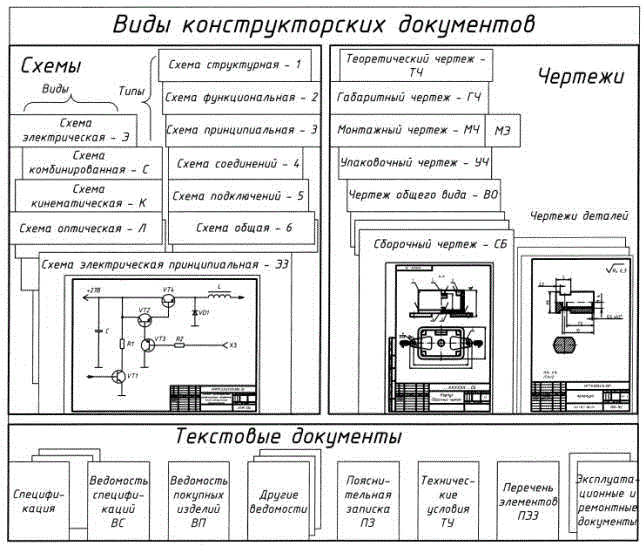 Виды конструкторских документов
Схемы
Виды
Типы
Схема структурная - 1
Схема функциональная - 2
Схема принципиальная - 3
Схема соединений - 4
Схема подключений - 5
Схема общая - 6
Схема
электрическая - Э
Схема
комбинированная - С
Схема
кинематическая - К
Схема оптическая - Л
Схема электрическая принципиальная - ЭЗ
+27В
VT4
L
VT2
VD1
C
R1
VT3
R2
X3
VT1
Чертежи
Теоретический чертеж -
ТЧ
Габаритный чертеж - ГЧ
Монтажный чертеж - МЧ
МЭ
Упаковочный чертеж - УЧ
Чертеж общего вида - ВО
Чертежи деталей
Сборочный чертеж - СБ
Корпус
Текстовые документы
Специфи-
кация
Ведомость
специфи-
каций
ВС
Ведомость
покупных
изделий
ВП
Другие
ведомости
Поясни-
тельная
записка
ПЗ
Техничес-
кие
условия
ТУ
Перечень
элементов
ПЭЗ
Эксплуата-
ционные и
ремонтные
документы